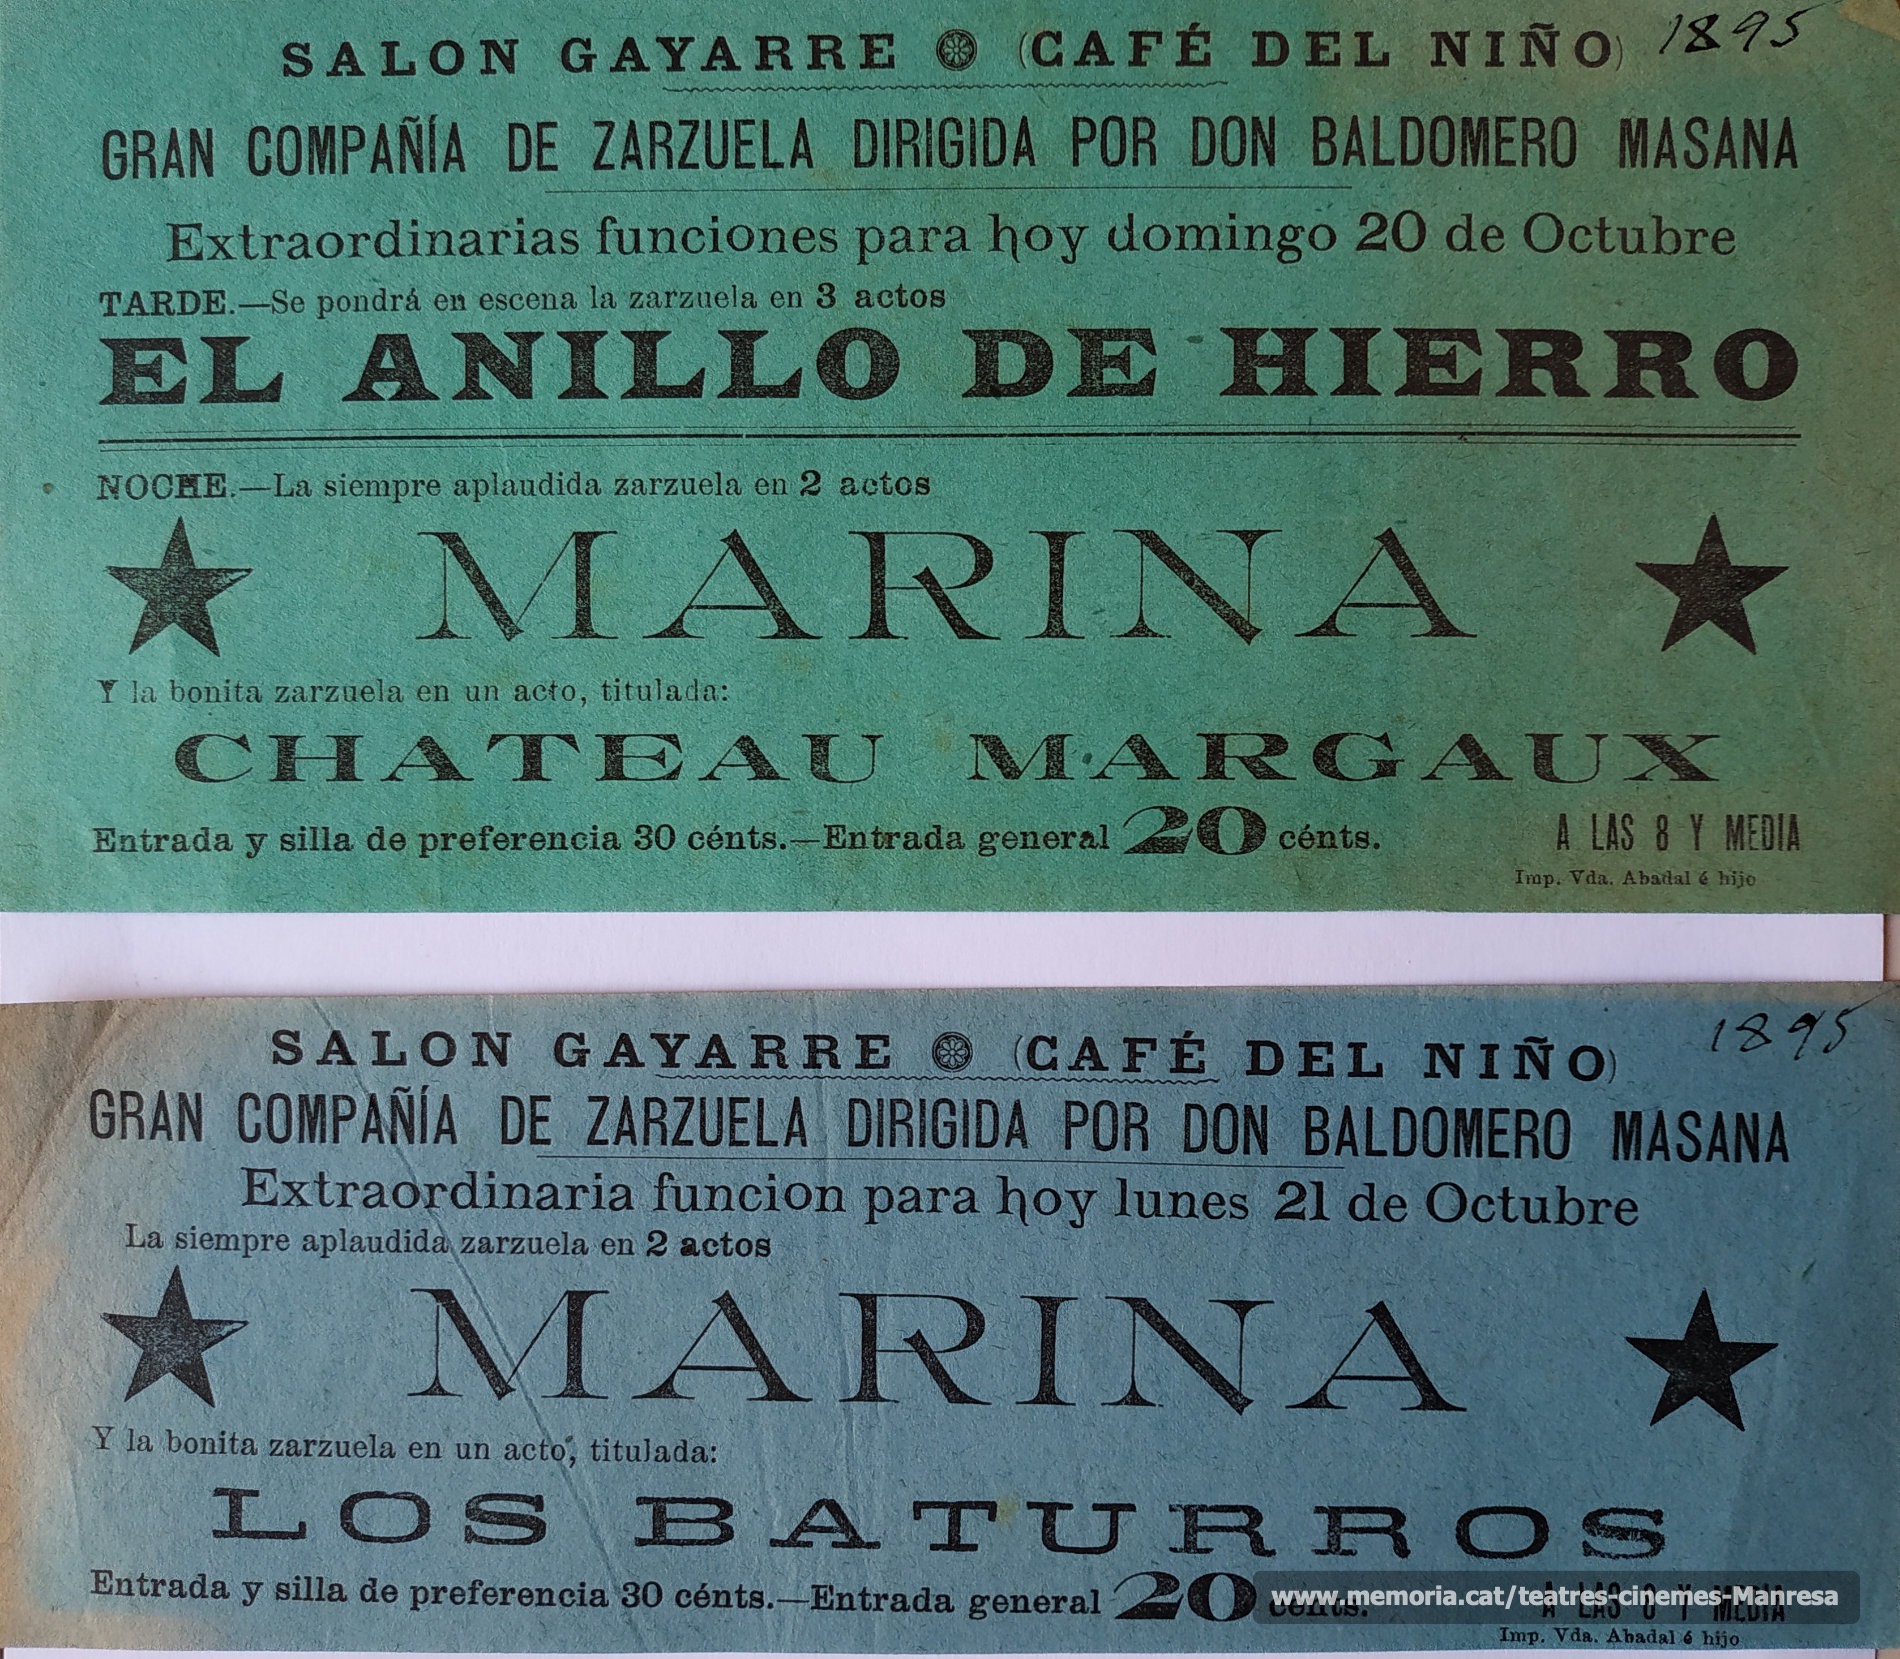 SALON GAYARRE (CAFÉ DEL NIÑO) 1895
GRAN COMPAÑÍA DE ZARZUELA DIRIGIDA POR DON BALDOMERO MASANA
Extraordinarias funciones para hoy domingo 20 de Octubre
TARDE.—Se pondrá en escena la zarzuela en 3 actos
EL ANILLO DE HIERRO
NOCHE.—La siempre aplaudida zarzuela en 2 actos
MARINA
Y la bonita zarzuela en un acto, titulada:
CHATEAU MARGAUX
Entrada y silla de preferencia 30 cénts.—Entrada general 20 cénts. A LAS 8 Y MEDIA
Imp. Vda. Abadal é hijo
SALON GAYARRE (CAFÉ DEL NIÑO) 1895
GRAN COMPAÑÍA DE ZARZUELA DIRIGIDA POR DON BALDOMERO MASANA
Extraordinaria funcion para hoy lunes 21 de Octubre
La siempre aplaudida zarzuela en 2 actos
MARINA
Y la bonita zarzuela en un acto, titulada:
LOS BATURROS
Entrada y silla de preferencia 30 cénts.—Entrada general 20 cénts. A LAS Y MEDIA
www.memoria.cat/teatres-cinemes-Manresa
Imp. Vda. Abadal é hijo